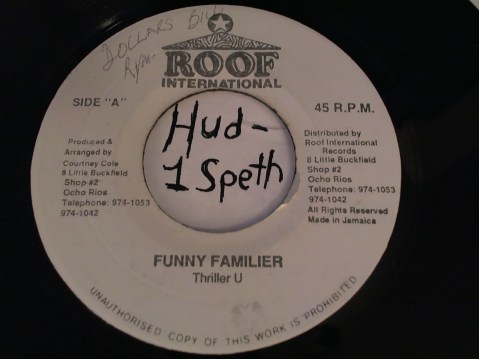 DOLLARS BILL
ROOF
INTERNATIONAL
SIDE "A"
45 R.P.M.
Hud-
1 Speth
Produced &
Arranged by
Courtney Cole
8 Little Buckfield
Shop #2
Ocho Rios
Telephone: 974-1053
974-1042
Distributed by
Roof International
Records
8 Little Buckfield
Shop #2
Ocho Rios
Telephone: 974-1053
974-1042
All Rights Reserved
Made in Jamaica
FUNNY FAMILIER
Thriller U
UNAUTHORISED COPY OF THIS WORK IS PROHIBITED